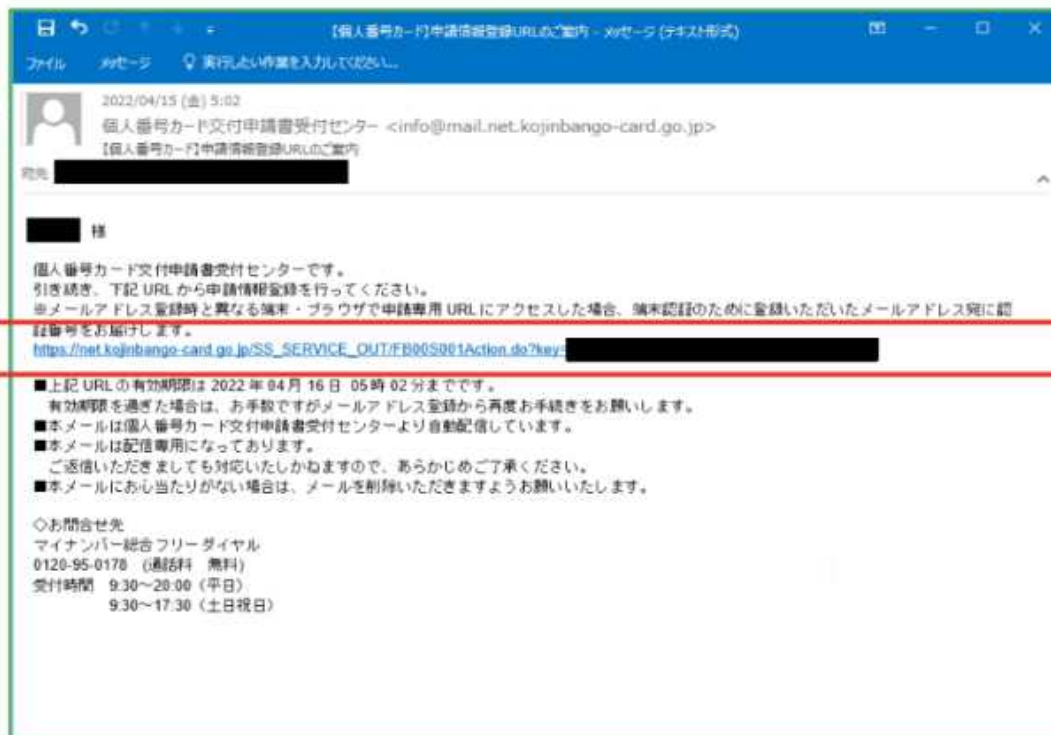 【個人番号カード】申請情報登録URLのご案内 - メッセージ (テキスト形式)
ファイル メッセージ 実行したい作業を入力してください...
2022/04/15 (金) 5:02
個人番号カード交付申請書受付センター <info@mail.net.kojinbango-card.go.jp>
【個人番号カード】申請情報登録URLのご案内
宛先
様
個人番号カード交付申請書受付センターです。
引き続き、下記 URL から申請情報登録を行ってください。
※メールアドレス登録時と異なる端末・ブラウザで申請専用 URL にアクセスした場合、端末認証のために登録いただいたメールアドレス宛に認
証番号をお届けします。
https://net.kojinbango-card.go.jp/SS_SERVICE_OUT/FB00S001Action.do?key=
■上記 URL の有効期限は 2022 年 04 月 16 日 05 時 02 分までです。
有効期限を過ぎた場合は、お手数ですがメールアドレス登録から再度お手続きをお願いします。
■本メールは個人番号カード交付申請書受付センターより自動配信しています。
■本メールは配信専用になっております。
ご返信いただきましても対応いたしかねますので、あらかじめご了承ください。
■本メールにお心当たりがない場合は、メールを削除いただきますようお願いいたします。
◇お問合せ先
マイナンバー総合フリーダイヤル
0120-95-0178 (通話料 無料)
受付時間 9:30～20:00（平日）
9:30～17:30（土日祝日）